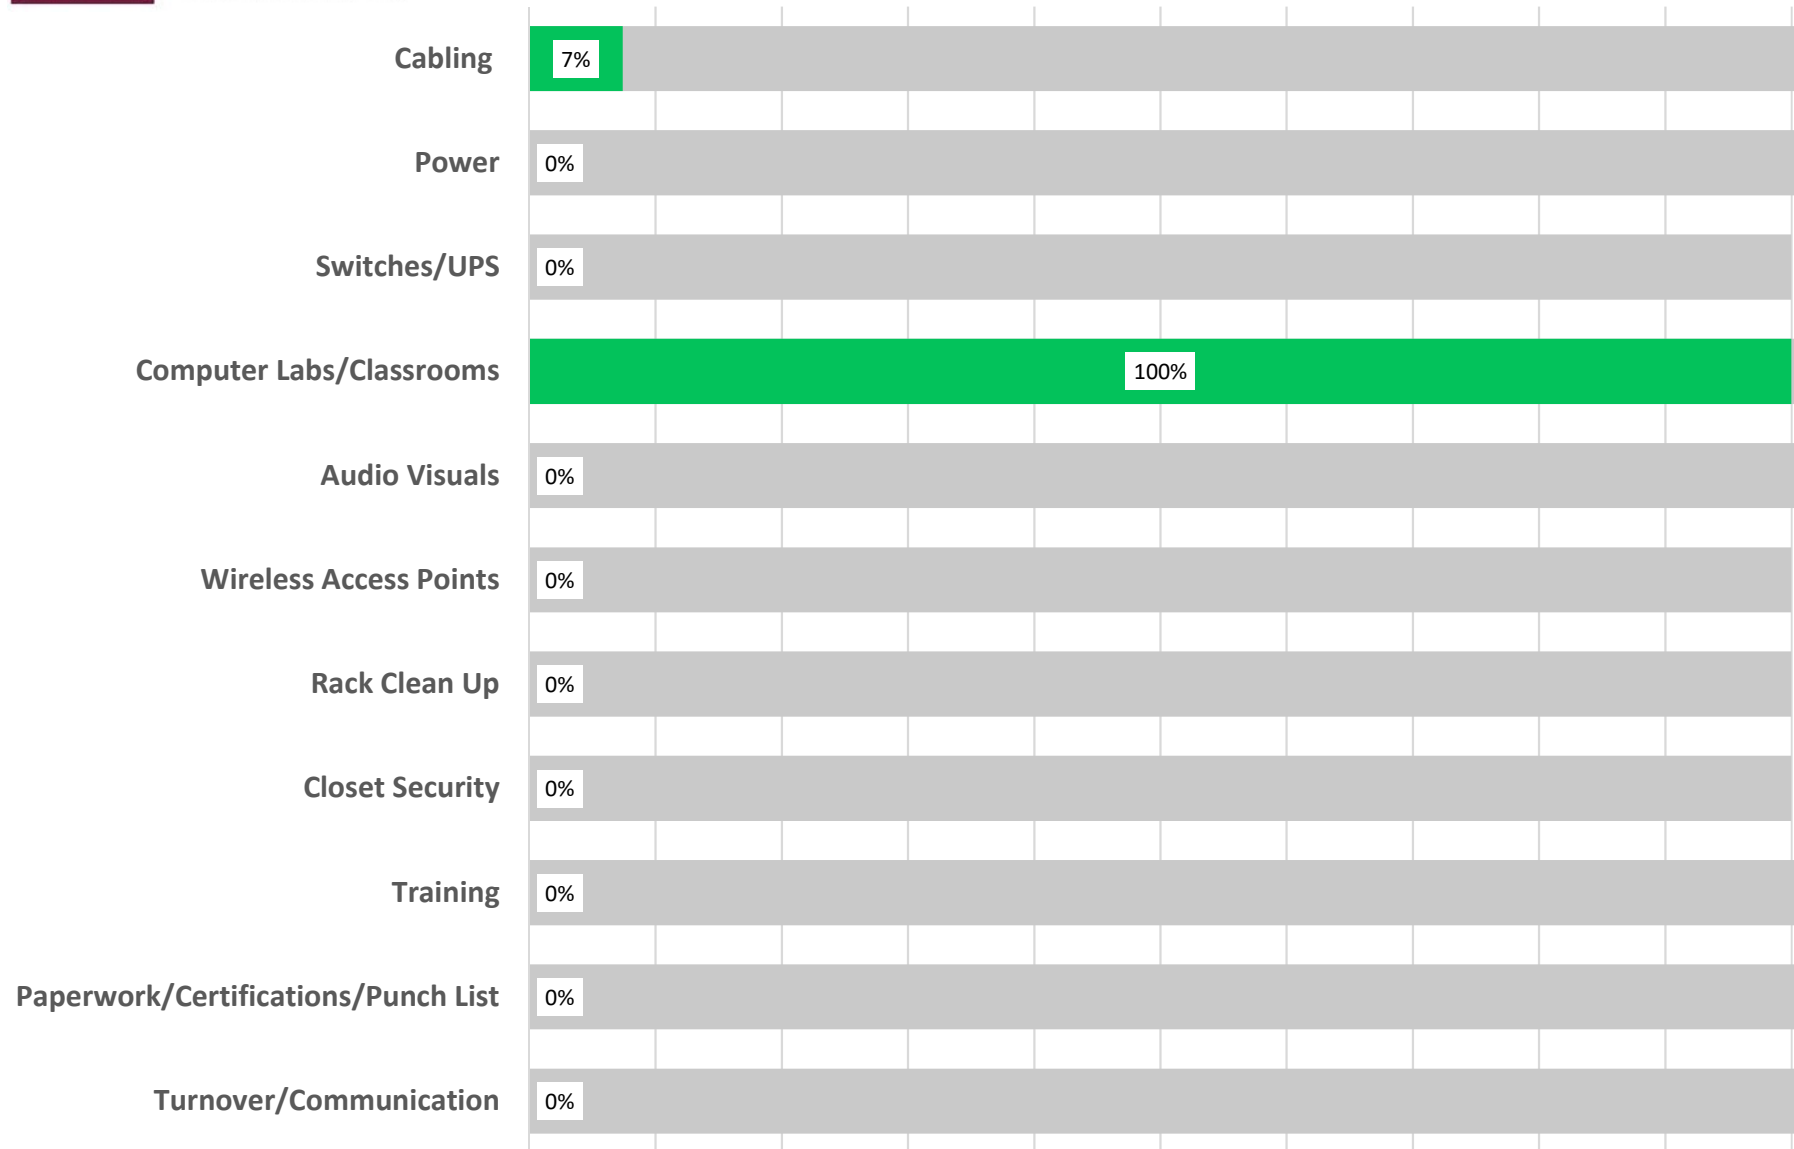 Cabling 7%
Power 0%
Switches/UPS 0%
Computer Labs/Classrooms 100%
Audio Visuals 0%
Wireless Access Points 0%
Rack Clean Up 0%
Closet Security 0%
Training 0%
Paperwork/Certifications/Punch List 0%
Turnover/Communication 0%